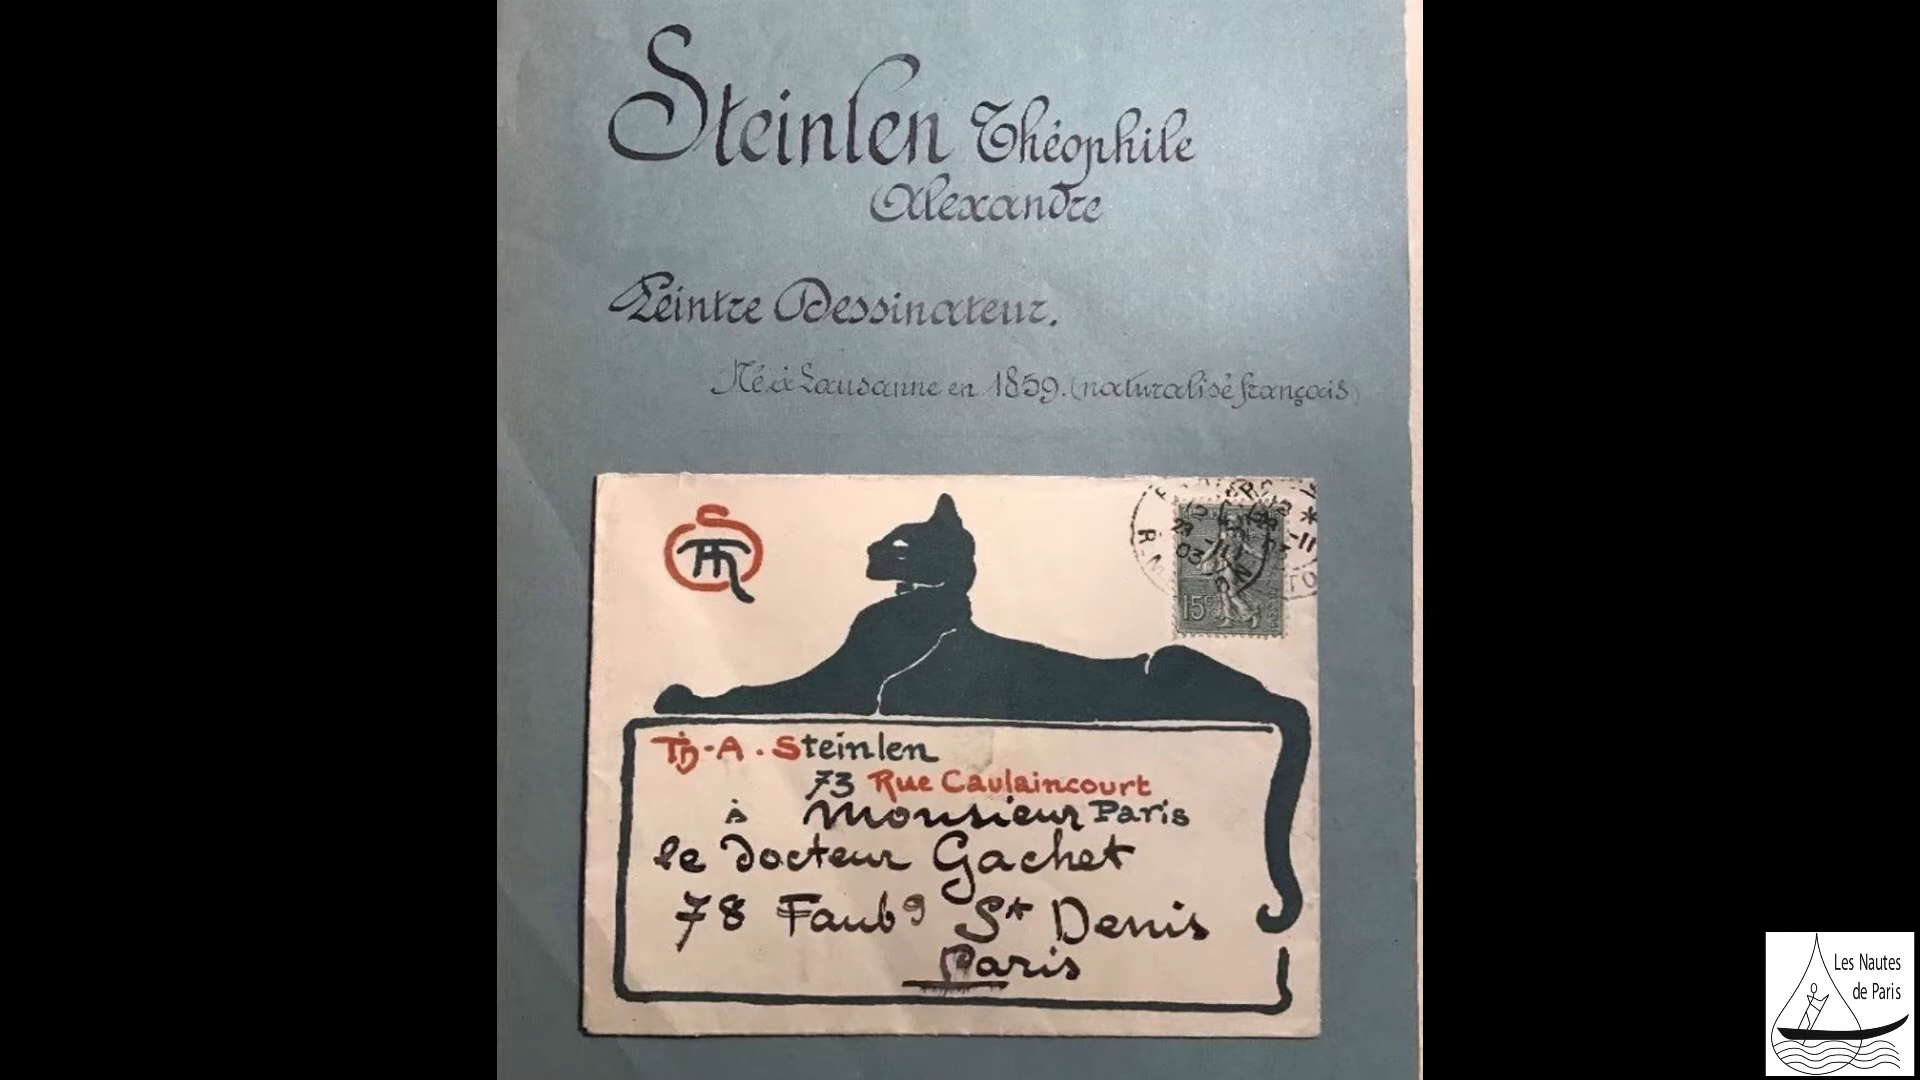 Steinlen Théophile
Alexandre
Peintre Dessinateur.
Né à Lausanne en 1859. (naturalisé français)
15c
Th-A. Steinlen
73 Rue Caulaincourt
Paris
à Monsieur
le docteur Gachet
78 Faubg St Denis
Paris
Les Nautes
de Paris